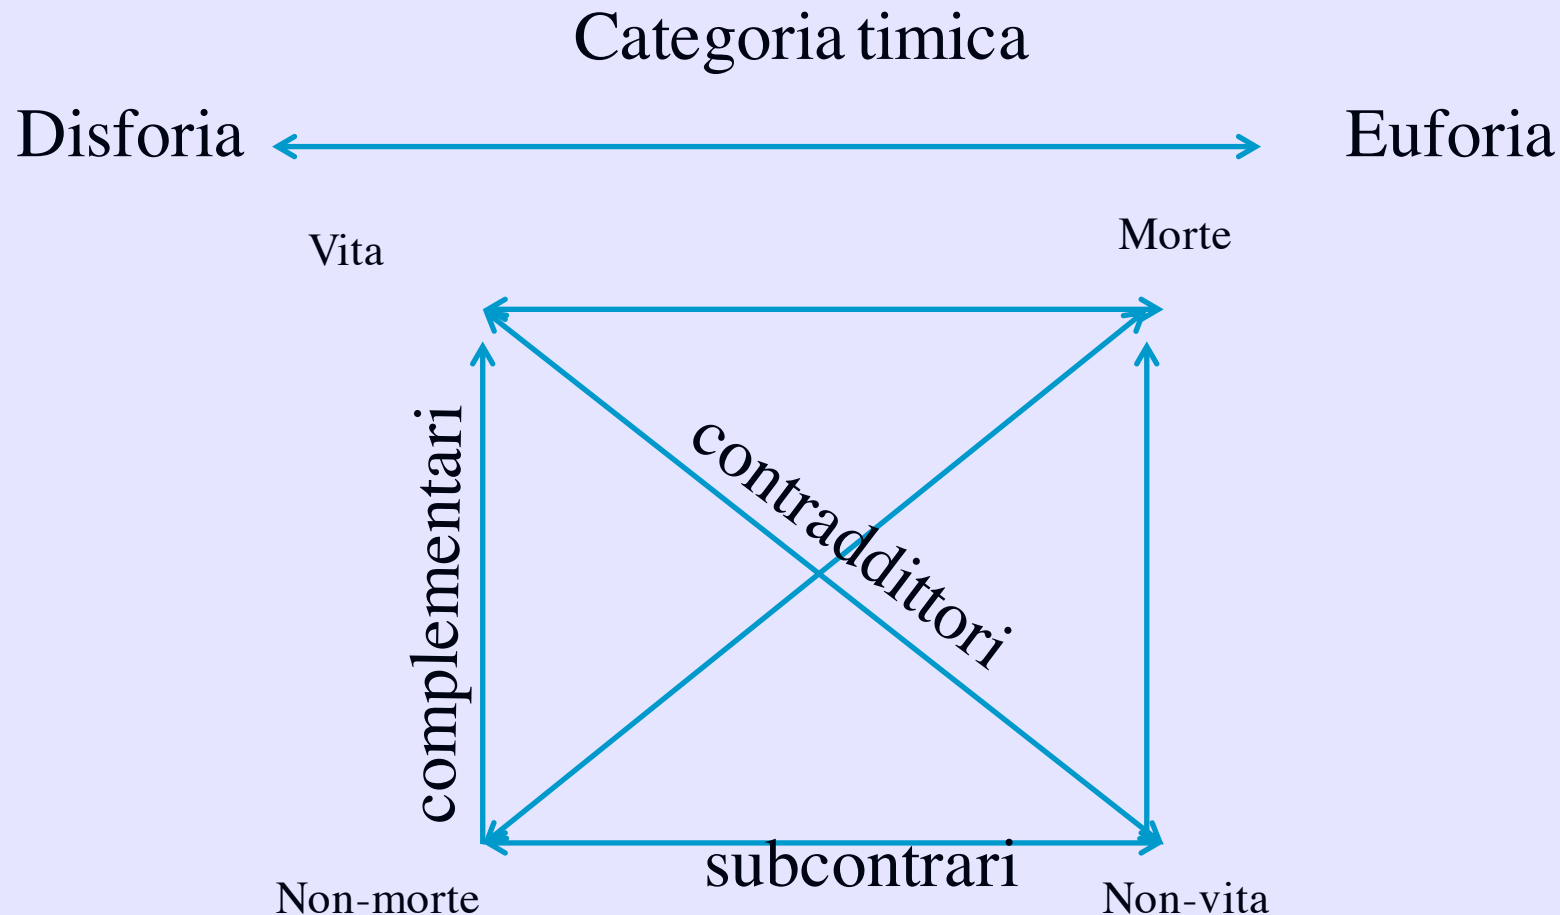 Categoria timica
Disforia
Euforia
Vita
Morte
complementari
contraddittori
subcontrari
Non-morte
Non-vita